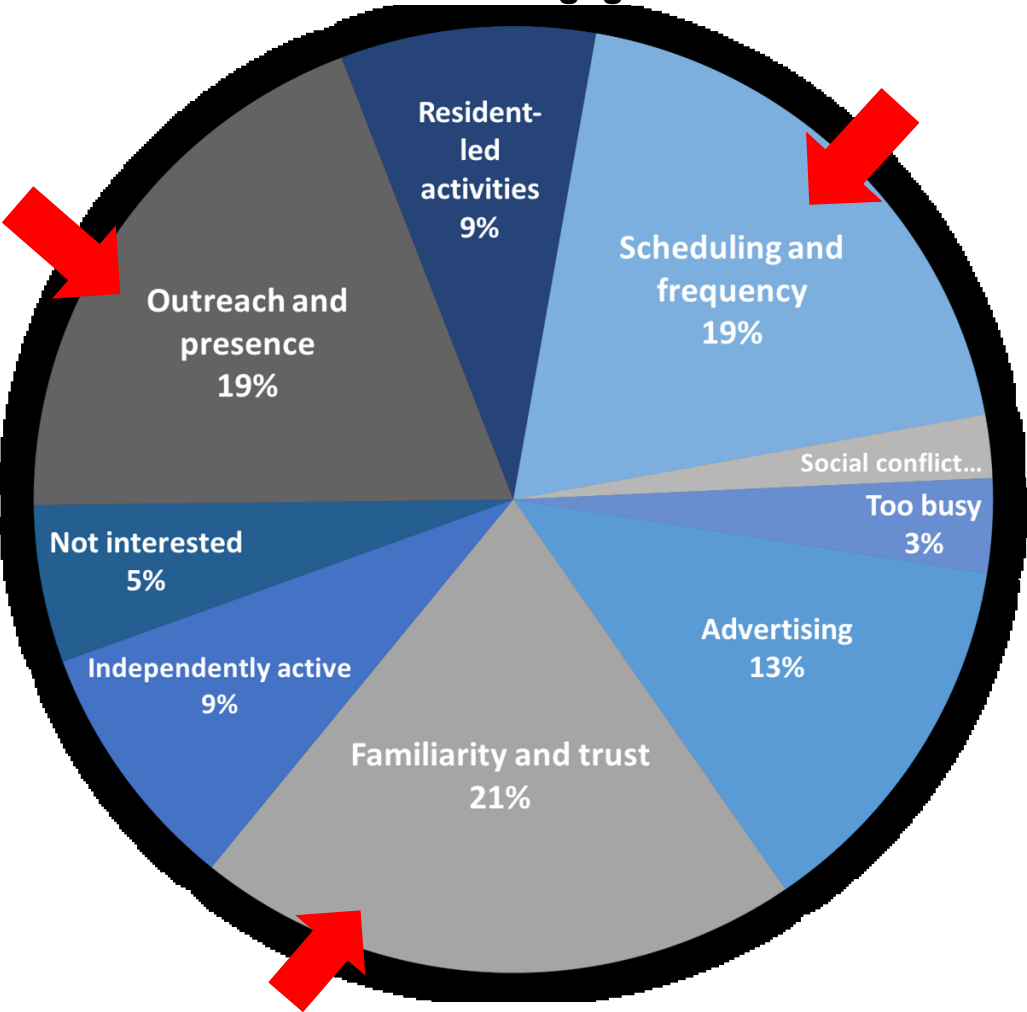 Resident-
led
activities
9%
Scheduling and
frequency
19%
Outreach and
presence
19%
Social conflict...
Too busy
3%
Not interested
5%
Advertising
13%
Independently active
9%
Familiarity and trust
21%